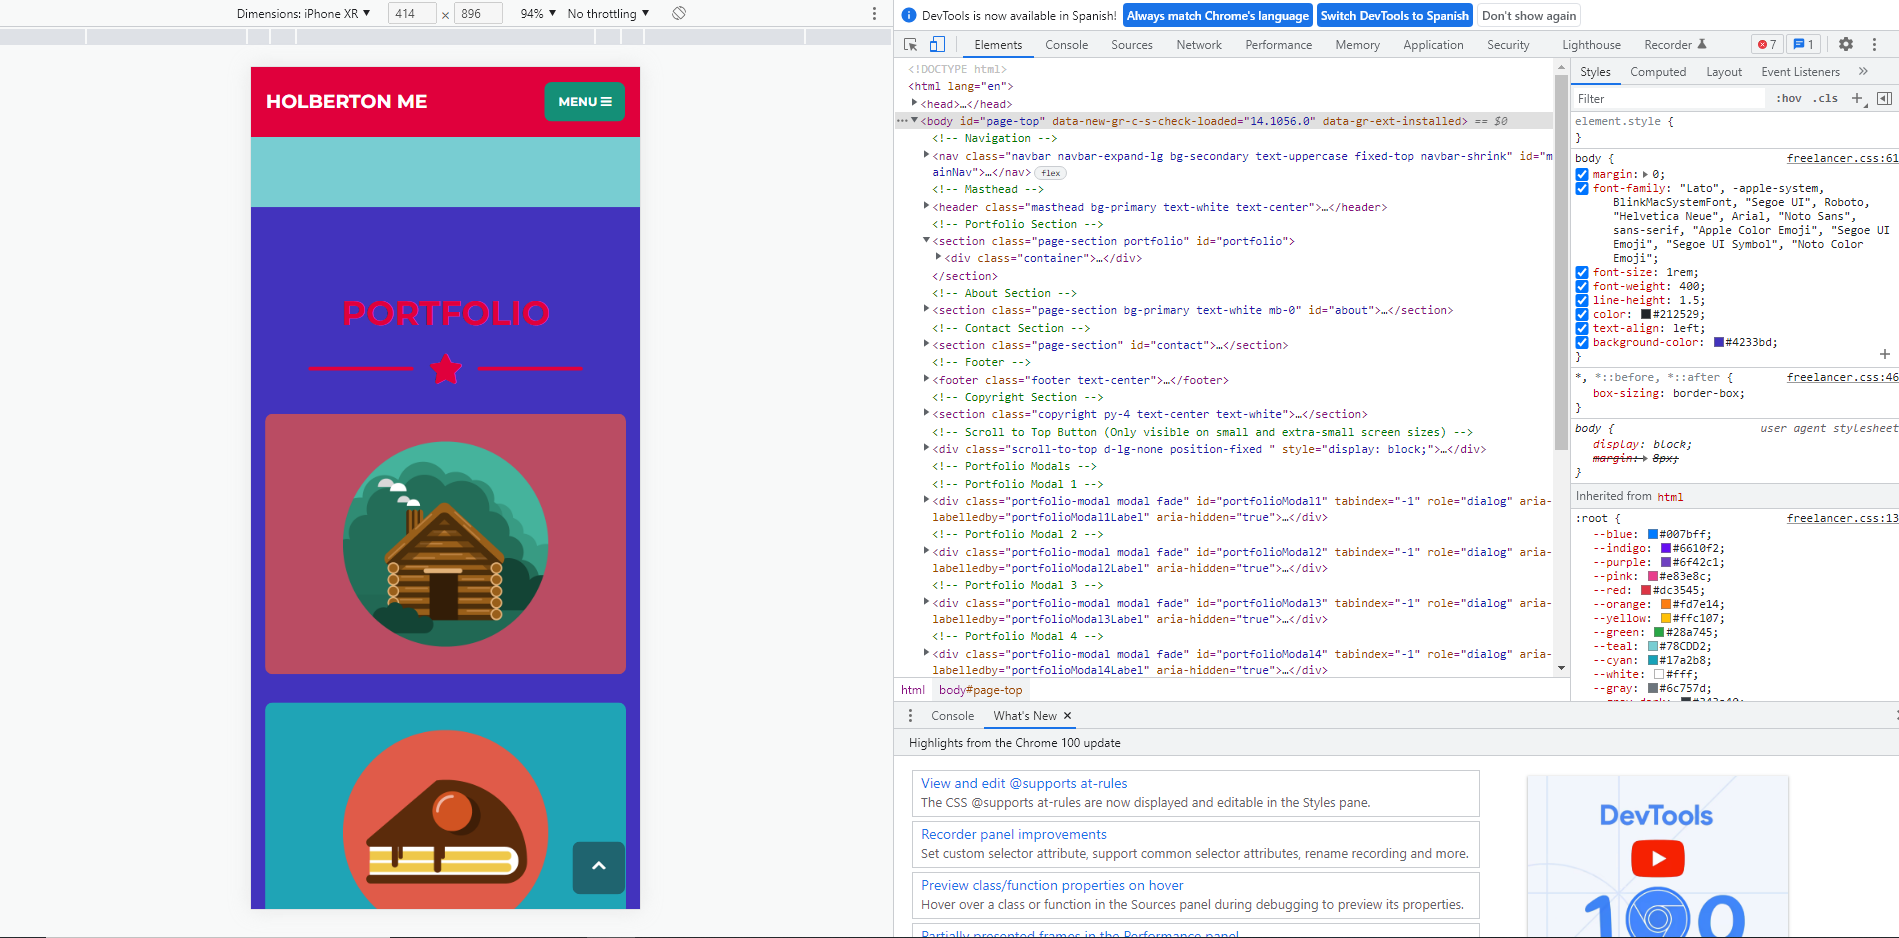 Dimensions: iPhone XR ▼ 414 × 896 94% ▼ No throttling ▼
HOLBERTON ME
MENU
PORTFOLIO
DevTools is now available in Spanish! Always match Chrome's language Switch DevTools to Spanish Don't show again
Elements Console Sources Network Performance Memory Application Security Lighthouse Recorder 7 1
<!DOCTYPE html>
<html lang="en">
<head>…</head>
<body id="page-top" data-new-gr-c-s-check-loaded="14.1056.0" data-gr-ext-installed> == $0
<!-- Navigation -->
<nav class="navbar navbar-expand-lg bg-secondary text-uppercase fixed-top navbar-shrink" id="m
ainNav">…</nav> flex
<!-- Masthead -->
<header class="masthead bg-primary text-white text-center">…</header>
<!-- Portfolio Section -->
<section class="page-section portfolio" id="portfolio">
<div class="container">…</div>
</section>
<!-- About Section -->
<section class="page-section bg-primary text-white mb-0" id="about">…</section>
<!-- Contact Section -->
<section class="page-section" id="contact">…</section>
<!-- Footer -->
<footer class="footer text-center">…</footer>
<!-- Copyright Section -->
<section class="copyright py-4 text-center text-white">…</section>
<!-- Scroll to Top Button (Only visible on small and extra-small screen sizes) -->
<div class="scroll-to-top d-lg-none position-fixed " style="display: block;">…</div>
<!-- Portfolio Modals -->
<!-- Portfolio Modal 1 -->
<div class="portfolio-modal modal fade" id="portfolioModal1" tabindex="-1" role="dialog" aria-
labelledby="portfolioModal1Label" aria-hidden="true">…</div>
<!-- Portfolio Modal 2 -->
<div class="portfolio-modal modal fade" id="portfolioModal2" tabindex="-1" role="dialog" aria-
labelledby="portfolioModal2Label" aria-hidden="true">…</div>
<!-- Portfolio Modal 3 -->
<div class="portfolio-modal modal fade" id="portfolioModal3" tabindex="-1" role="dialog" aria-
labelledby="portfolioModal3Label" aria-hidden="true">…</div>
<!-- Portfolio Modal 4 -->
<div class="portfolio-modal modal fade" id="portfolioModal4" tabindex="-1" role="dialog" aria-
labelledby="portfolioModal4Label" aria-hidden="true">…</div>
html body#page-top
Styles Computed Layout Event Listeners »
Filter :hov .cls +
element.style {
}
body { freelancer.css:61
margin: 0;
font-family: "Lato", -apple-system,
BlinkMacSystemFont, "Segoe UI", Roboto,
"Helvetica Neue", Arial, "Noto Sans",
sans-serif, "Apple Color Emoji", "Segoe UI
Emoji", "Segoe UI Symbol", "Noto Color
Emoji";
font-size: 1rem;
font-weight: 400;
line-height: 1.5;
color: #212529;
text-align: left;
background-color: #4233bd;
}
*, *::before, *::after { freelancer.css:46
box-sizing: border-box;
}
body { user agent stylesheet
display: block;
margin: 8px;
}
Inherited from html
:root { freelancer.css:13
--blue: #007bff;
--indigo: #6610f2;
--purple: #6f42c1;
--pink: #e83e8c;
--red: #dc3545;
--orange: #fd7e14;
--yellow: #ffc107;
--green: #28a745;
--teal: #78CDD2;
--cyan: #17a2b8;
--white: #fff;
--gray: #6c757d;
Console What's New ×
Highlights from the Chrome 100 update
View and edit @supports at-rules
The CSS @supports at-rules are now displayed and editable in the Styles pane.
Recorder panel improvements
Set custom selector attribute, support common selector attributes, rename recording and more.
Preview class/function properties on hover
Hover over a class or function in the Sources panel during debugging to preview its properties.
Partially presented frames in the Performance panel
DevTools
100